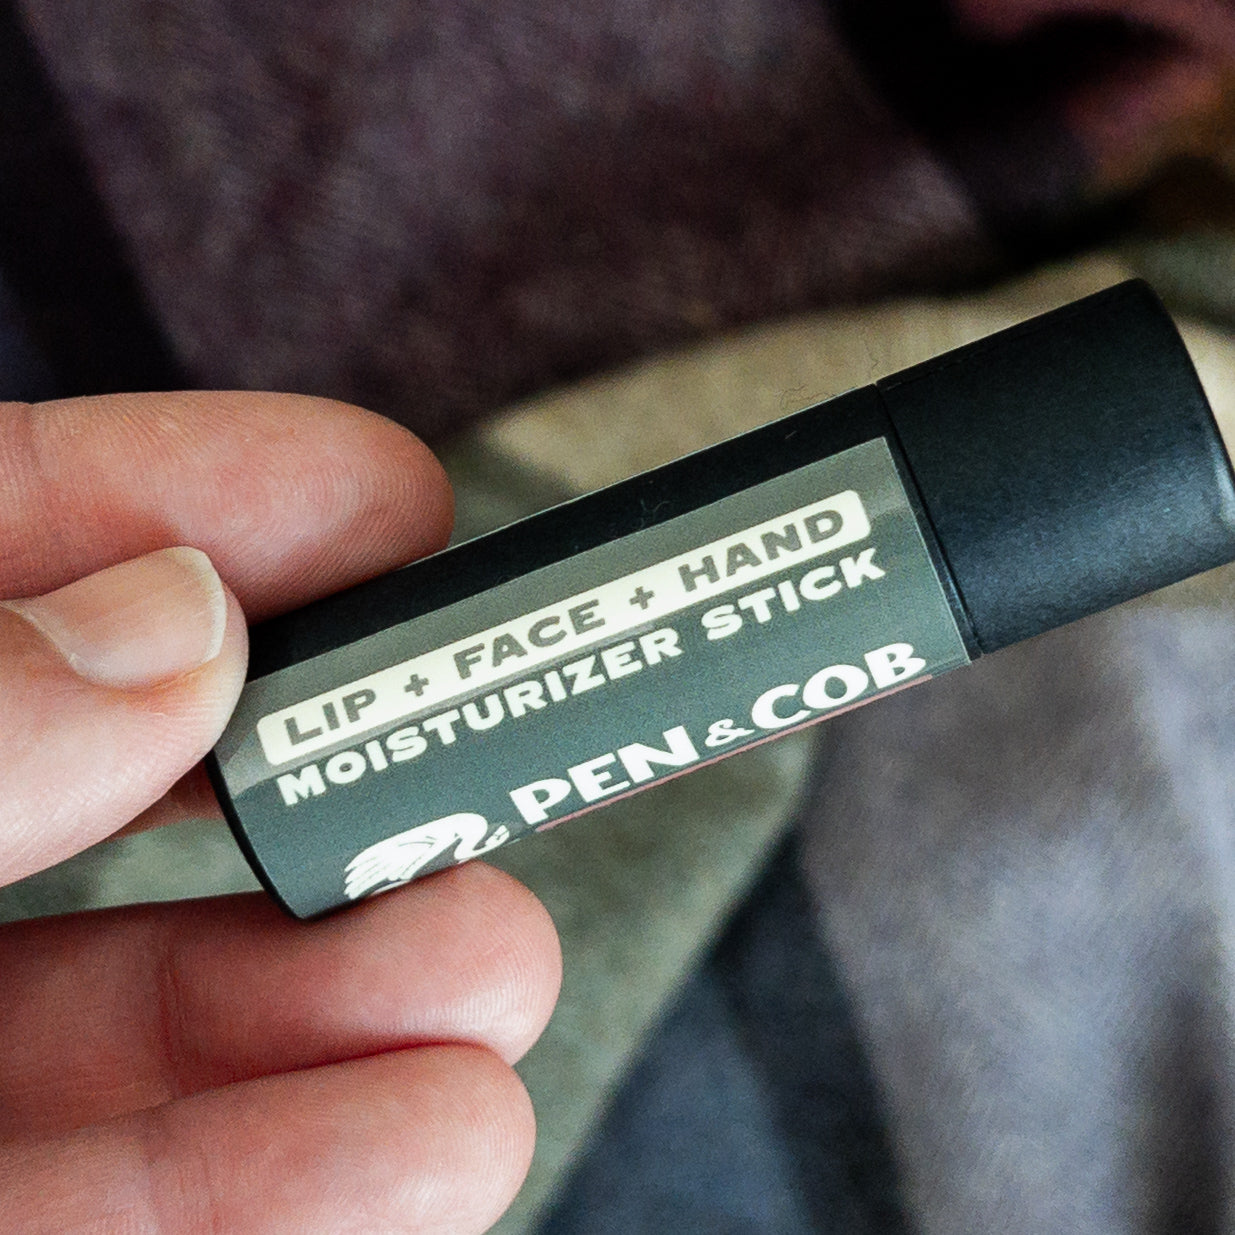 LIP + FACE + HAND
MOISTURIZER STICK
PEN & COB